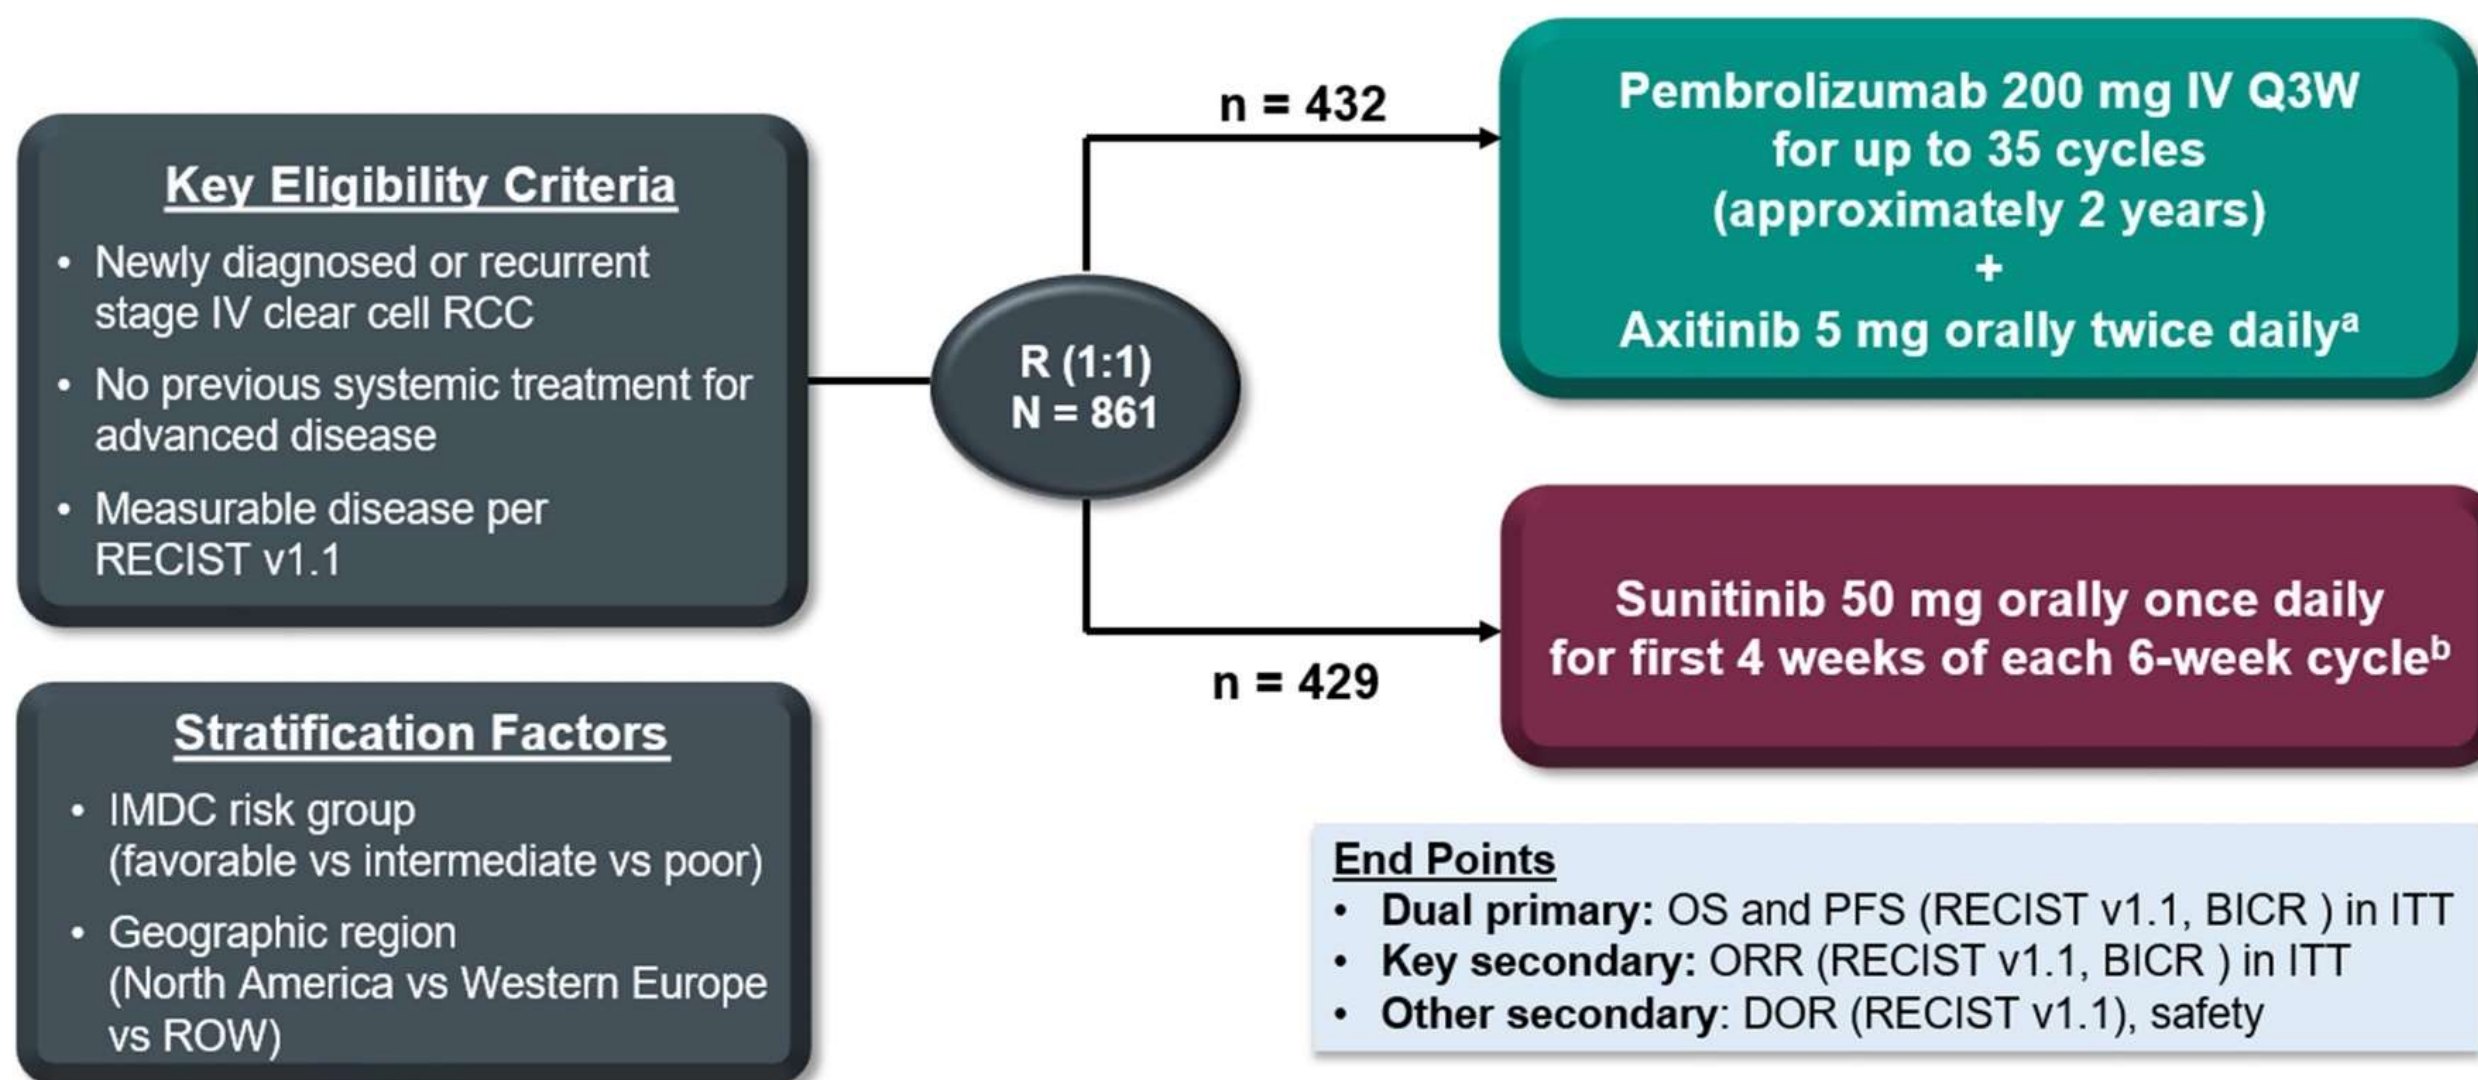 Key Eligibility Criteria
• Newly diagnosed or recurrent
stage IV clear cell RCC
• No previous systemic treatment for
advanced disease
• Measurable disease per
RECIST v1.1
Stratification Factors
• IMDC risk group
(favorable vs intermediate vs poor)
• Geographic region
(North America vs Western Europe
vs ROW)
R (1:1)
N = 861
n = 432
Pembrolizumab 200 mg IV Q3W
for up to 35 cycles
(approximately 2 years)
+
Axitinib 5 mg orally twice dailyᵃ
n = 429
Sunitinib 50 mg orally once daily
for first 4 weeks of each 6-week cycleᵇ
End Points
• Dual primary: OS and PFS (RECIST v1.1, BICR ) in ITT
• Key secondary: ORR (RECIST v1.1, BICR ) in ITT
• Other secondary: DOR (RECIST v1.1), safety